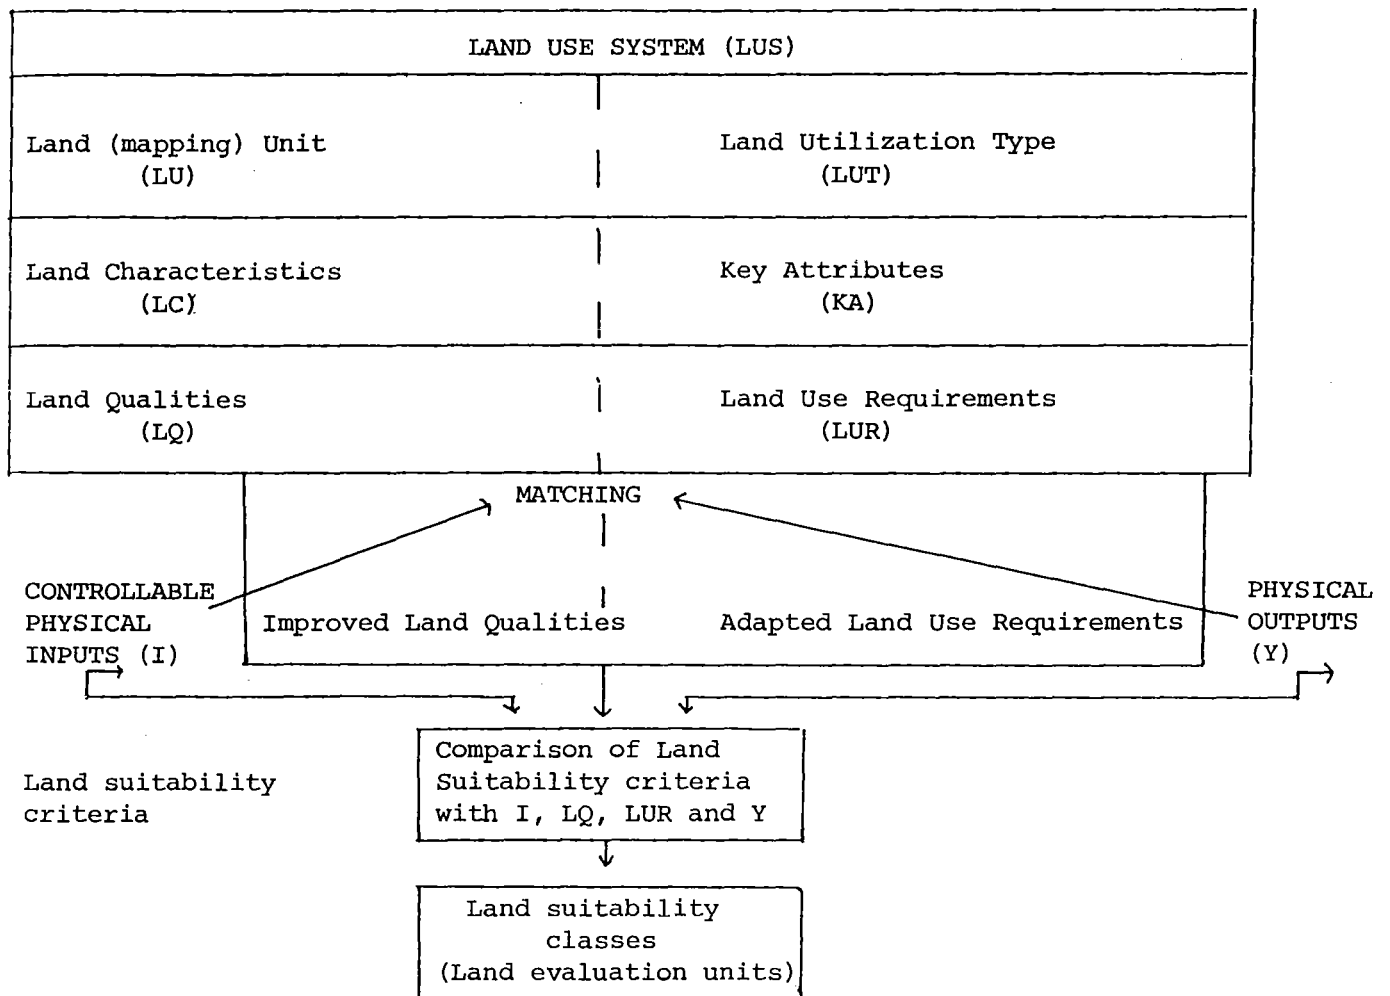 LAND USE SYSTEM (LUS)
Land (mapping) Unit
(LU)
Land Utilization Type
(LUT)
Land Characteristics
(LC)
Key Attributes
(KA)
Land Qualities
(LQ)
Land Use Requirements
(LUR)
MATCHING
CONTROLLABLE
PHYSICAL
INPUTS (I)
Improved Land Qualities
Adapted Land Use Requirements
PHYSICAL
OUTPUTS
(Y)
Land suitability
criteria
Comparison of Land
Suitability criteria
with I, LQ, LUR and Y
Land suitability
classes
(Land evaluation units)